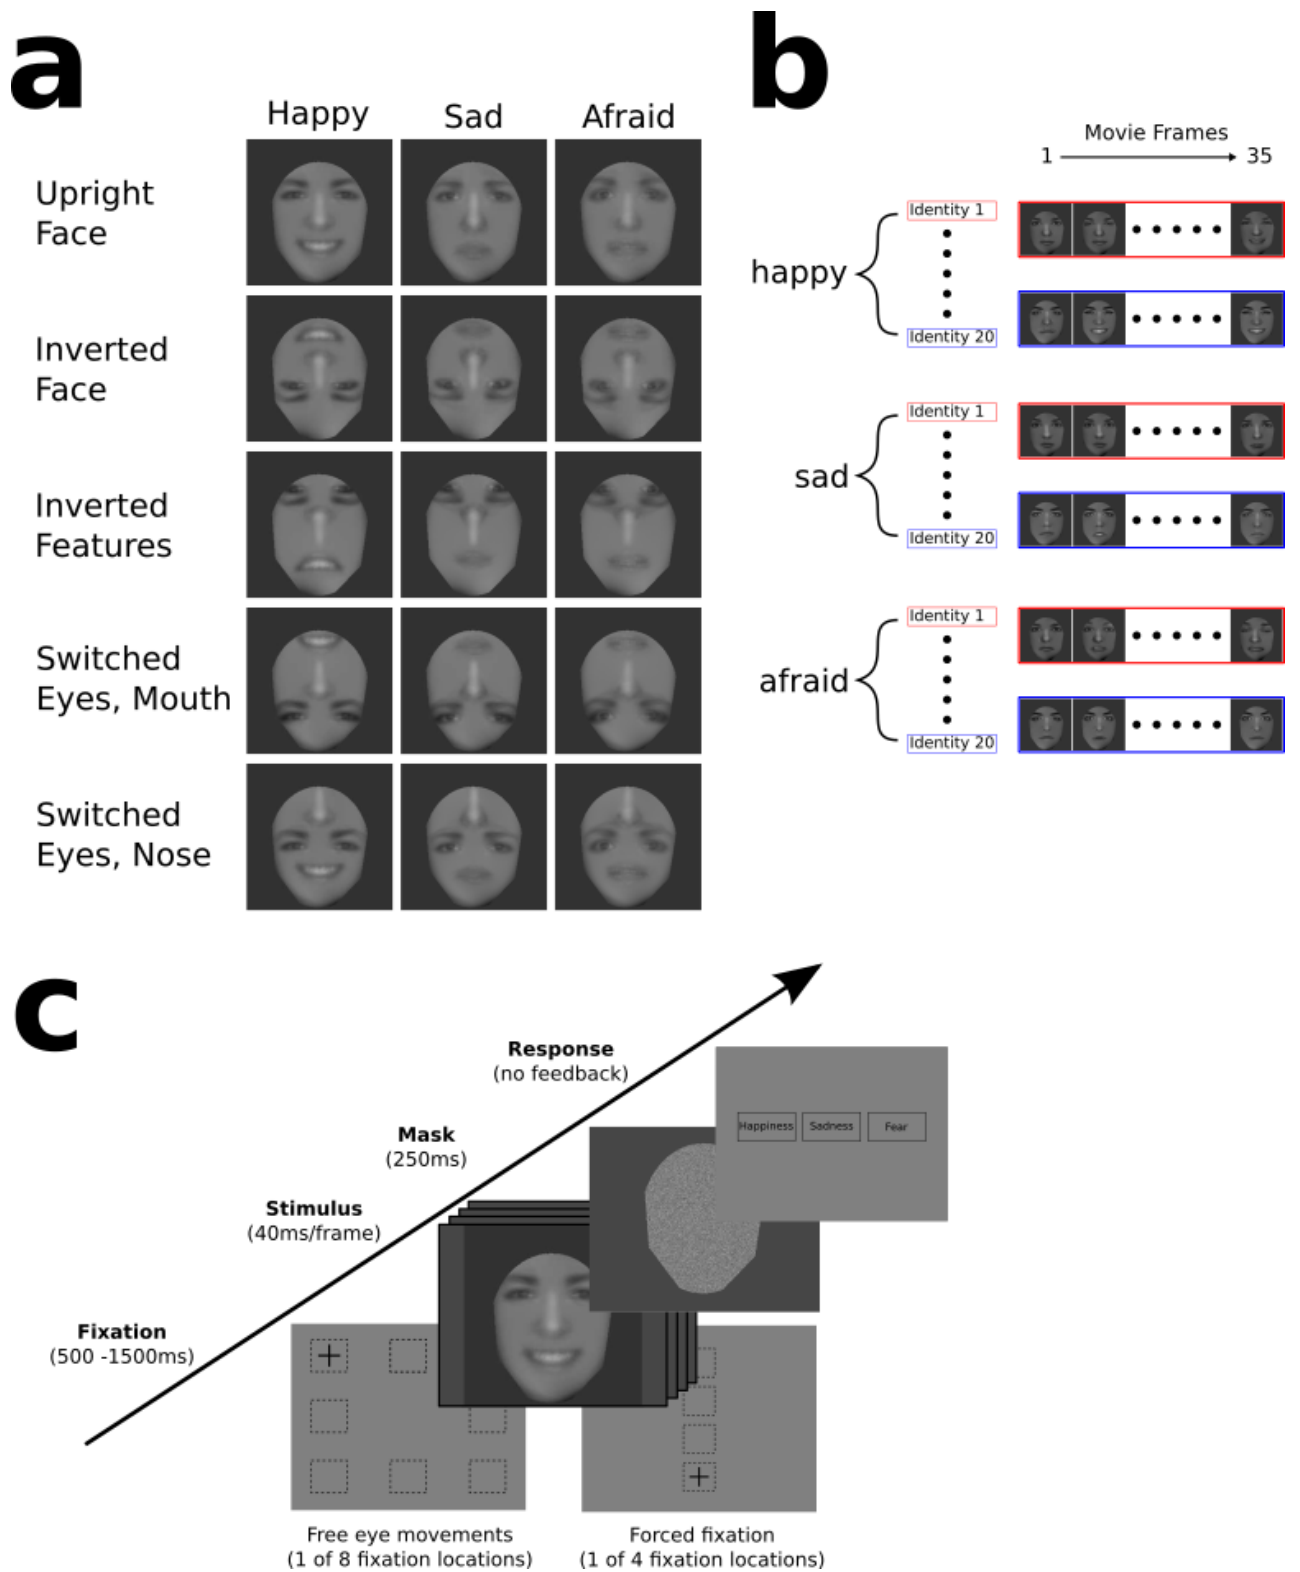 a
Happy Sad Afraid
Upright
Face
Inverted
Face
Inverted
Features
Switched
Eyes, Mouth
Switched
Eyes, Nose
b
Movie Frames
1 35
happy
Identity 1
Identity 20
sad
Identity 1
Identity 20
afraid
Identity 1
Identity 20
c
Response
(no feedback)
Happiness Sadness Fear
Mask
(250ms)
Stimulus
(40ms/frame)
Fixation
(500 -1500ms)
Free eye movements
(1 of 8 fixation locations)
Forced fixation
(1 of 4 fixation locations)